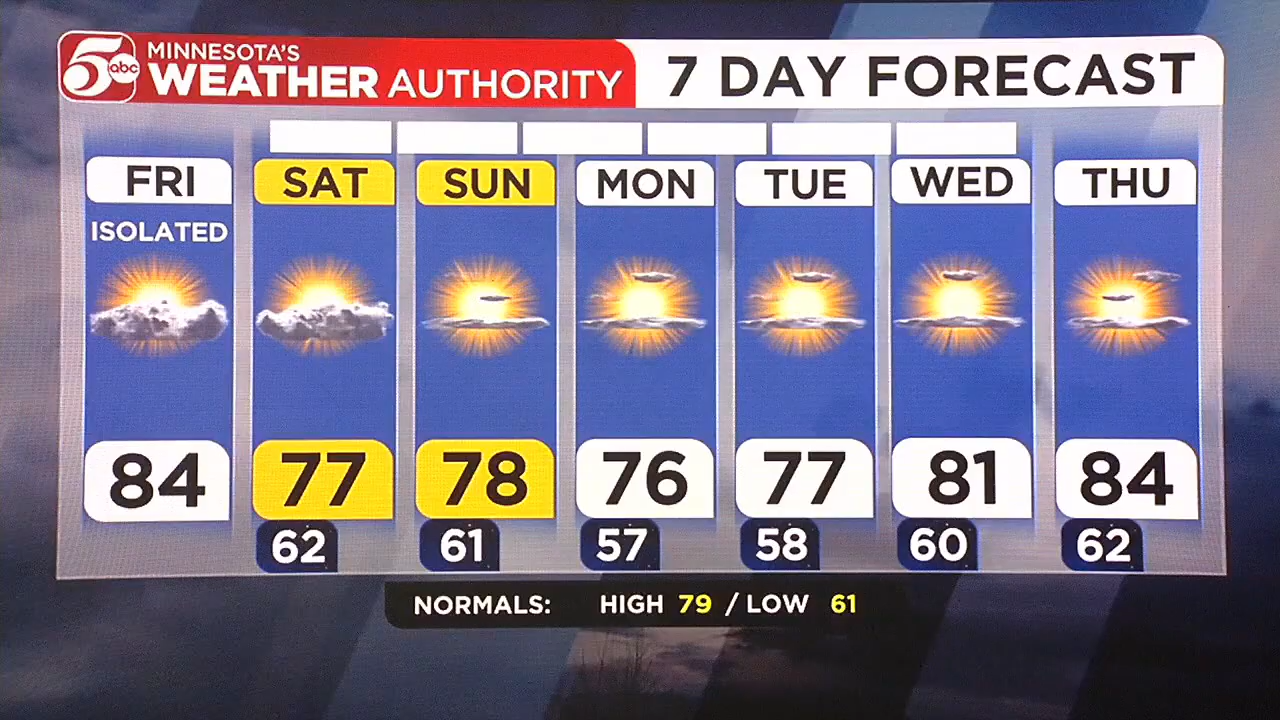 5 abc MINNESOTA'S
WEATHER AUTHORITY
7 DAY FORECAST
FRI SAT SUN MON TUE WED THU
ISOLATED
84 77 78 76 77 81 84
62 61 57 58 60 62
NORMALS: HIGH 79 / LOW 61